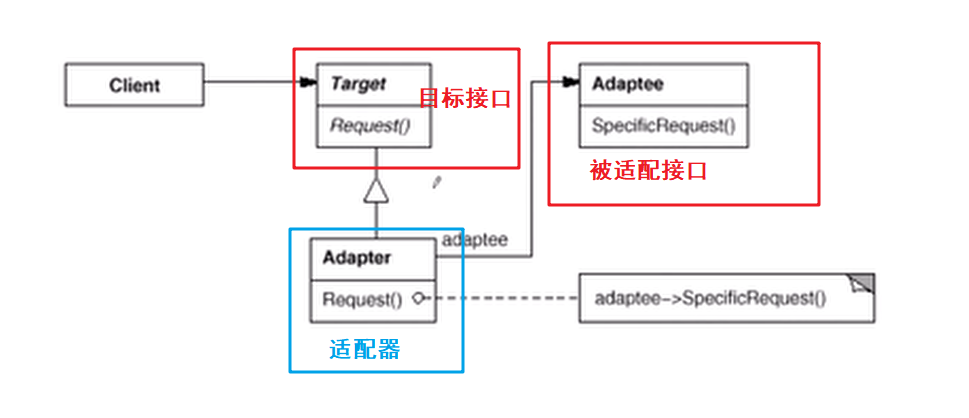 Client
Target
目标接口
Request()
Adaptee
SpecificRequest()
被适配接口
adaptee
Adapter
Request()
适配器
adaptee->SpecificRequest()